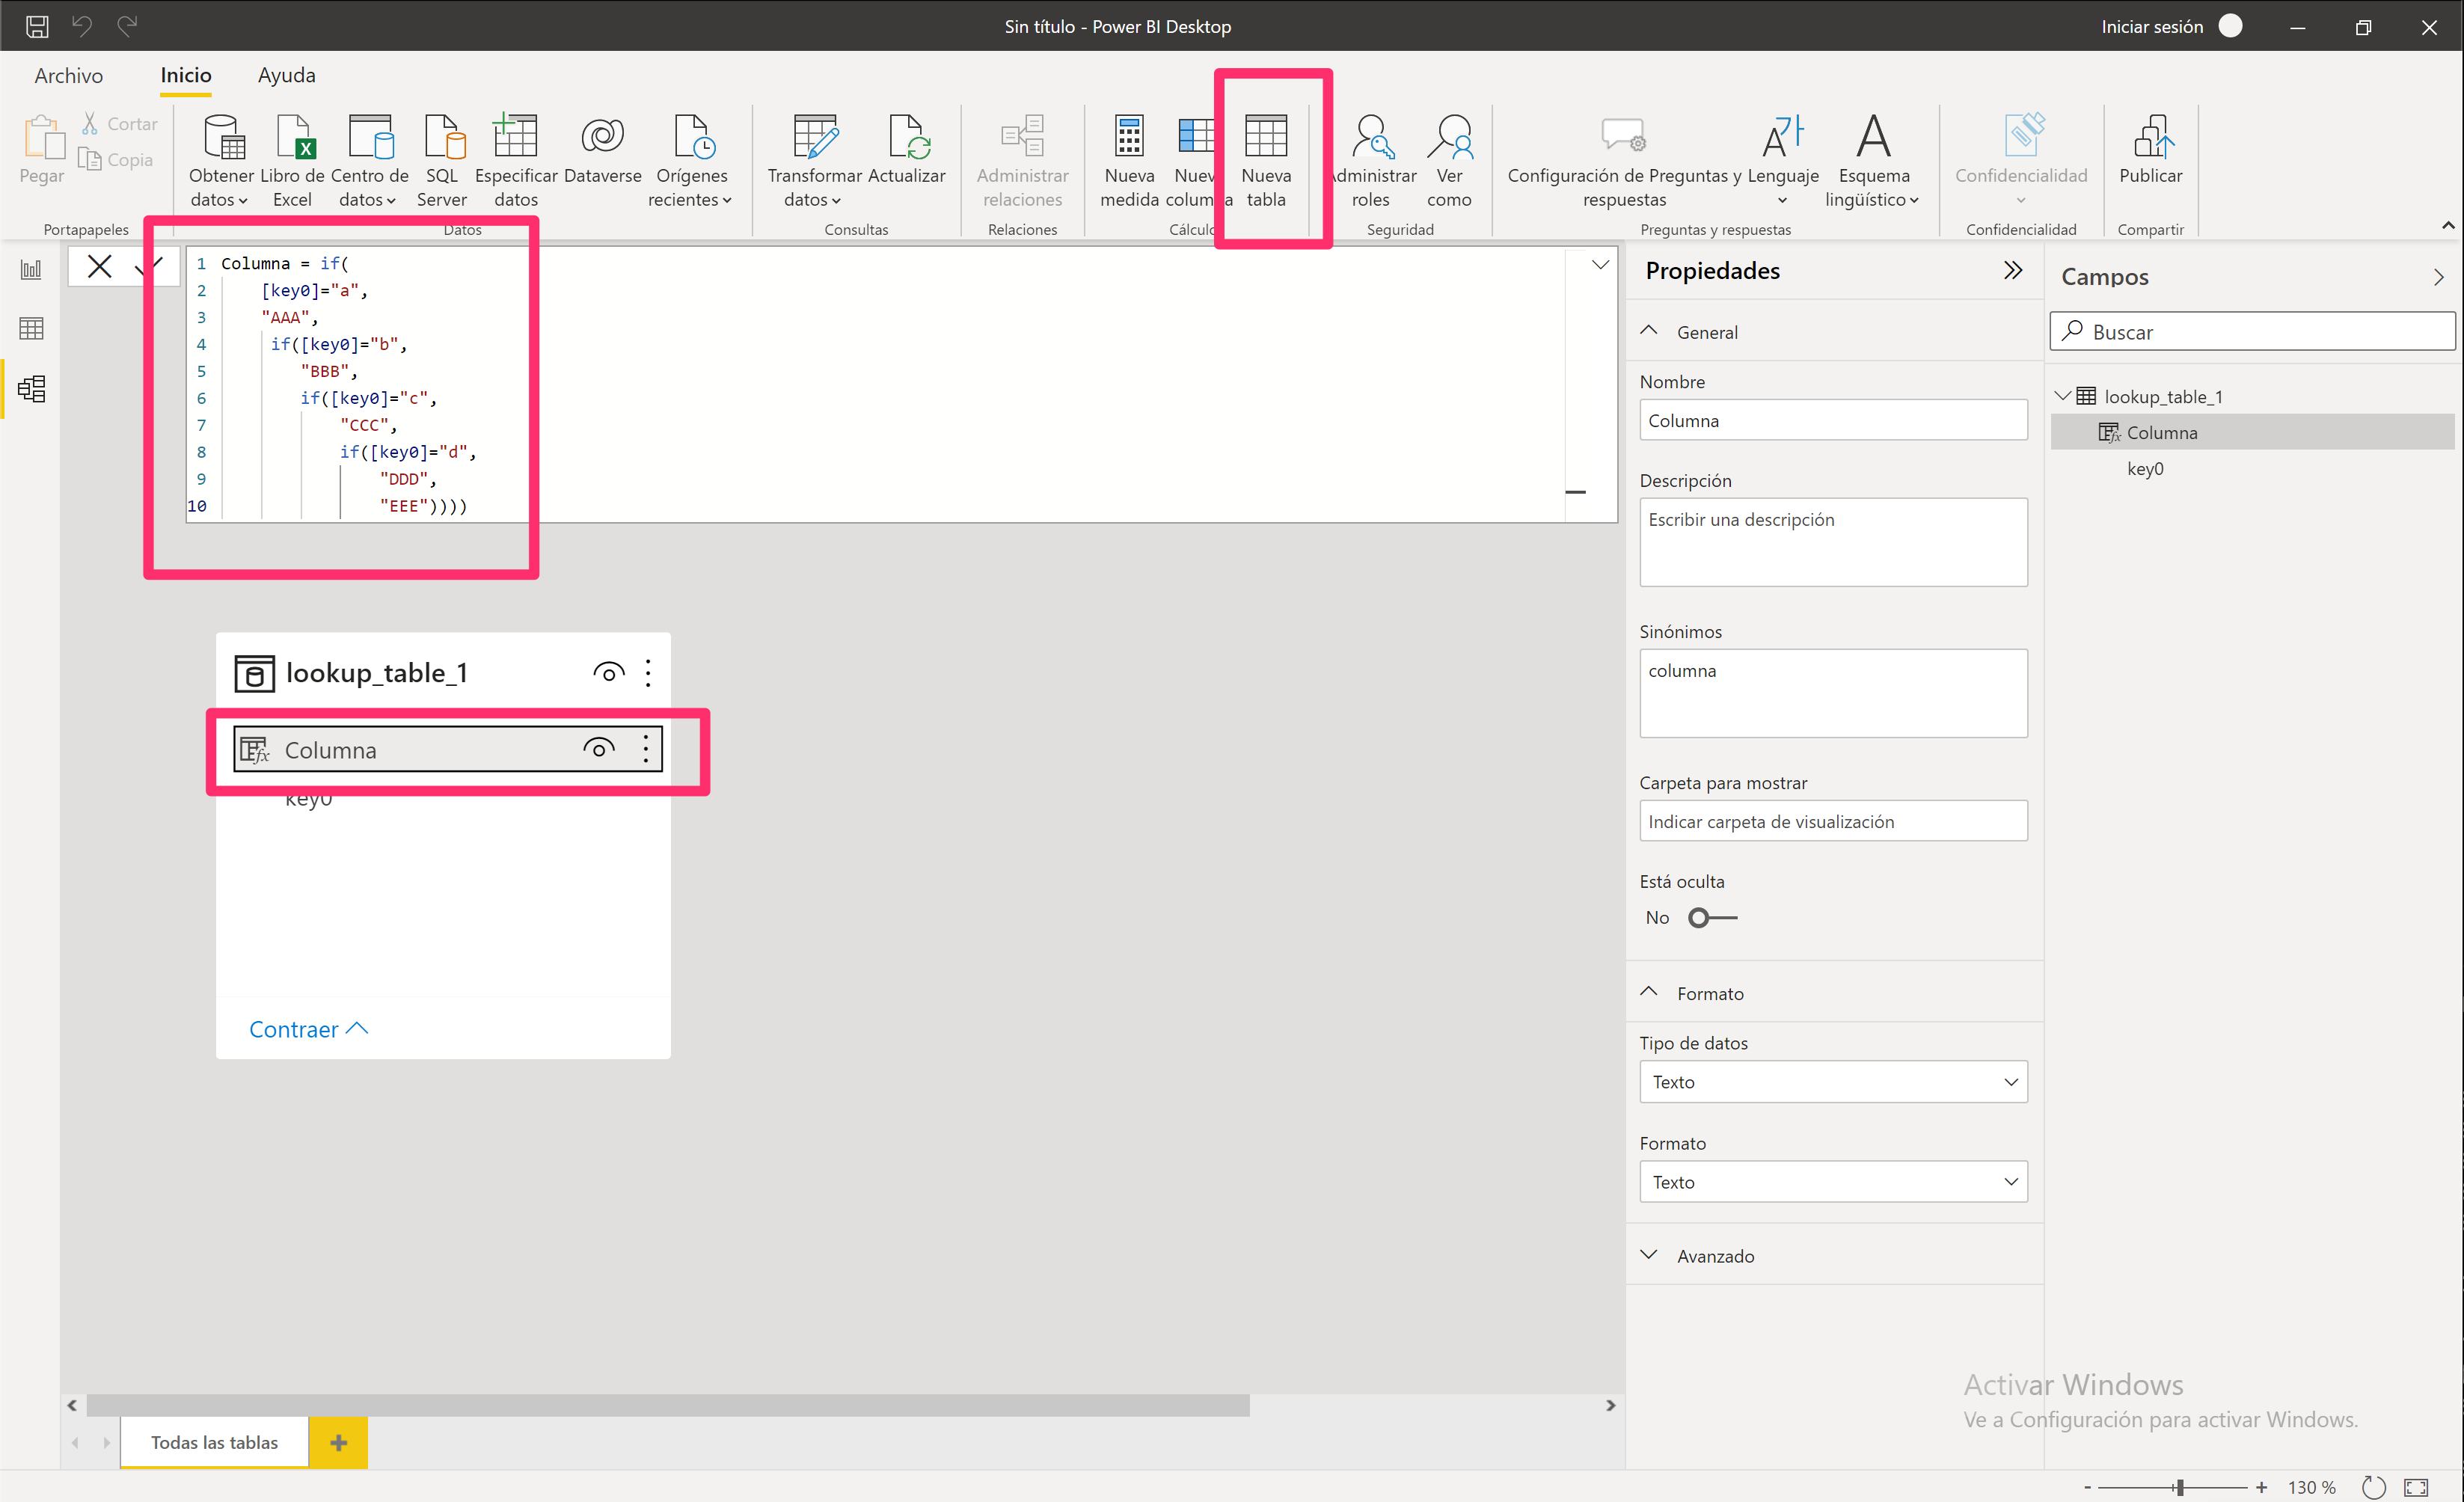 Sin título - Power BI Desktop
Iniciar sesión
Archivo
Inicio
Ayuda
Pegar
Cortar
Copia
Portapapeles
Obtener datos
Libro de Excel
Centro de datos
SQL Server
Especificar datos
Dataverse
Orígenes recientes
Datos
Transformar datos
Actualizar
Consultas
Administrar relaciones
Relaciones
Nueva medida
Nueva columna
Nueva tabla
Cálculo
Administrar roles
Ver como
Seguridad
Configuración de Preguntas y respuestas
Lenguaje
Esquema lingüístico
Preguntas y respuestas
Confidencialidad
Confidencialidad
Publicar
Compartir
1 Columna = if(
2 [key0]="a",
3 "AAA",
4 if([key0]="b",
5 "BBB",
6 if([key0]="c",
7 "CCC",
8 if([key0]="d",
9 "DDD",
10 "EEE"))))
lookup_table_1
Columna
key0
Contraer
Todas las tablas
Propiedades
General
Nombre
Columna
Descripción
Escribir una descripción
Sinónimos
columna
Carpeta para mostrar
Indicar carpeta de visualización
Está oculta
No
Formato
Tipo de datos
Texto
Formato
Texto
Avanzado
Campos
Buscar
lookup_table_1
Columna
key0
Activar Windows
Ve a Configuración para activar Windows.
- + 130 %